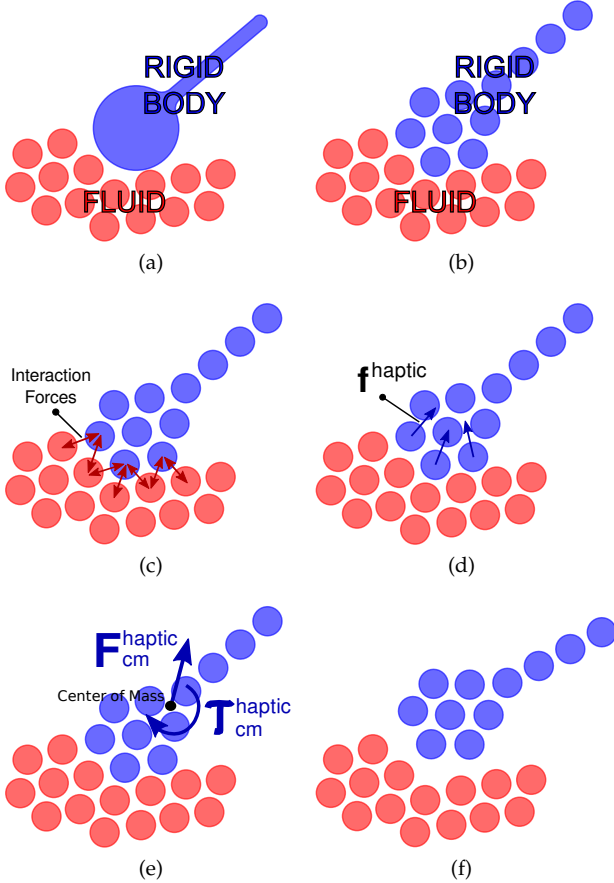 RIGID
BODY
FLUID
(a)
RIGID
BODY
FLUID
(b)
Interaction
Forces
(c)
f haptic
(d)
F haptic cm
Center of Mass
τ haptic cm
(e)
(f)